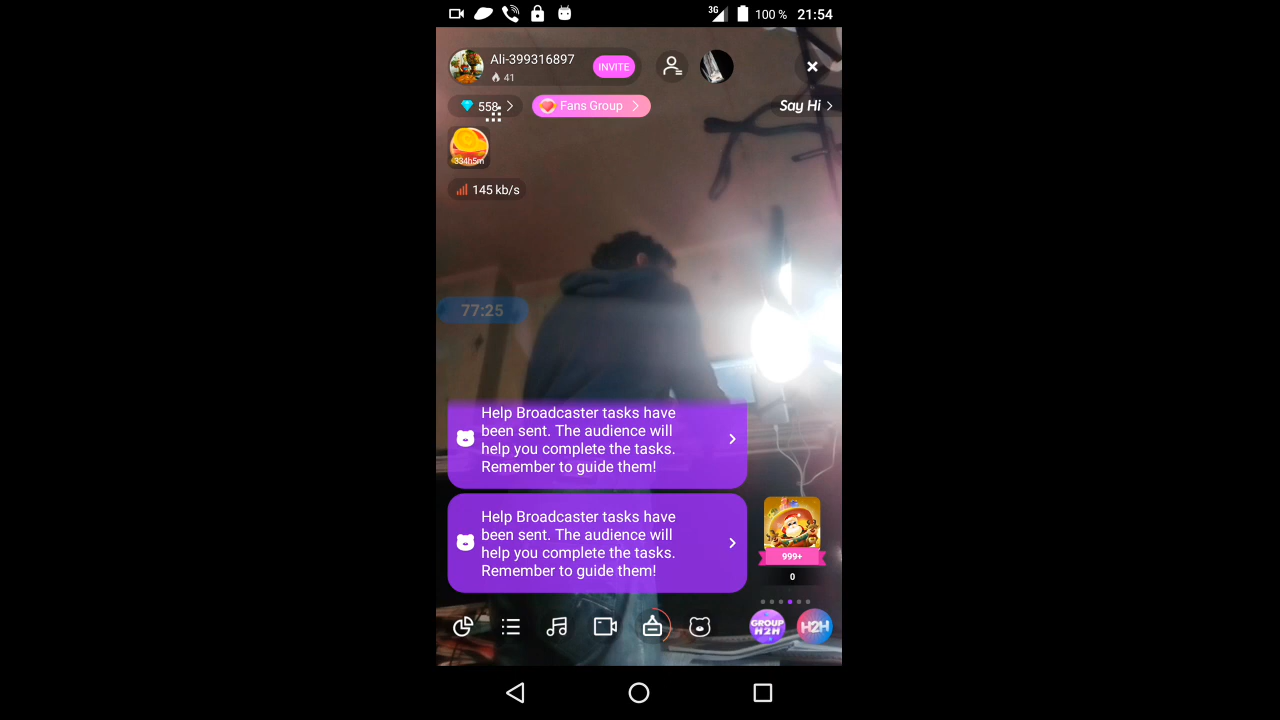 3G
100 %
21:54
Ali-399316897
41
INVITE
558
Fans Group
Say Hi
334h5m
145 kb/s
77:25
Help Broadcaster tasks have
been sent. The audience will
help you complete the tasks.
Remember to guide them!
Help Broadcaster tasks have
been sent. The audience will
help you complete the tasks.
Remember to guide them!
999+
0
GROUP
H2H
H2H